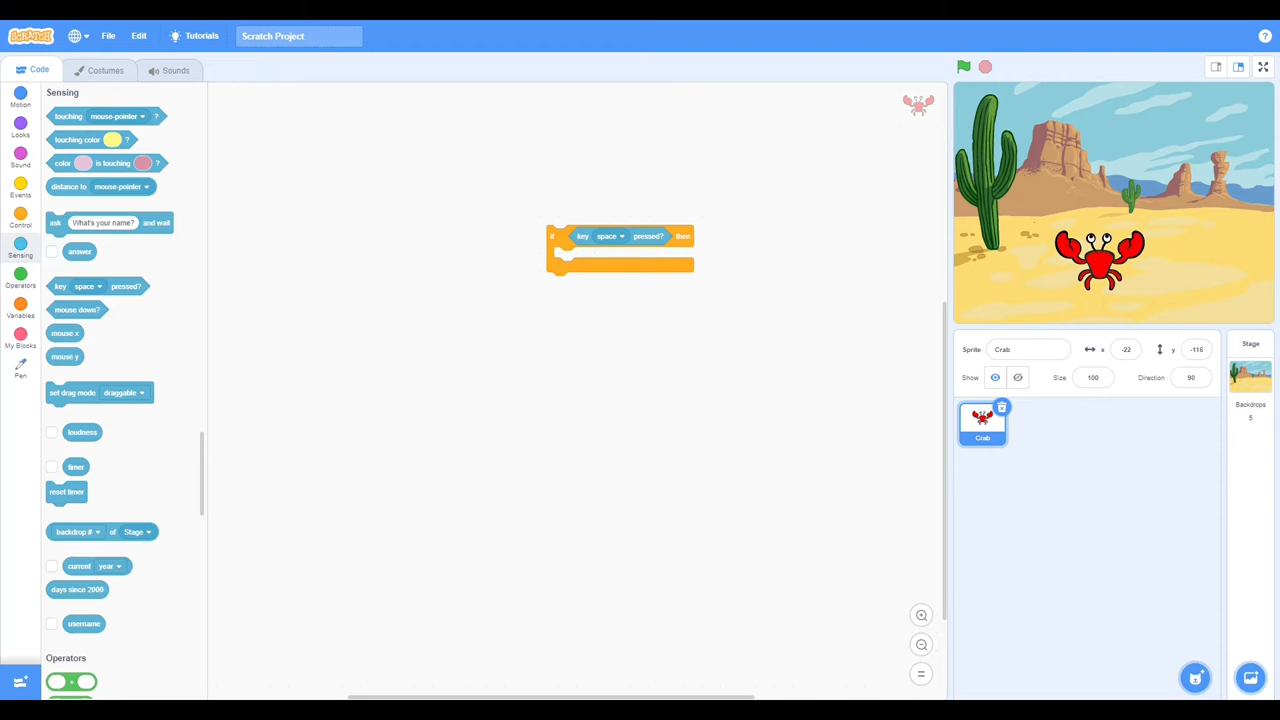 SCRATCH File Edit Tutorials Scratch Project ?
Code Costumes Sounds
Motion
Looks
Sound
Events
Control
Sensing
Operators
Variables
My Blocks
Pen
Sensing
touching mouse-pointer ?
touching color ?
color is touching ?
distance to mouse-pointer
ask What's your name? and wait
answer
key space pressed?
mouse down?
mouse x
mouse y
set drag mode draggable
loudness
timer
reset timer
backdrop # of Stage
current year
days since 2000
username
Operators
+
if key space pressed? then
Sprite Crab x -22 y -116
Show Size 100 Direction 90
Crab
Stage
Backdrops
5